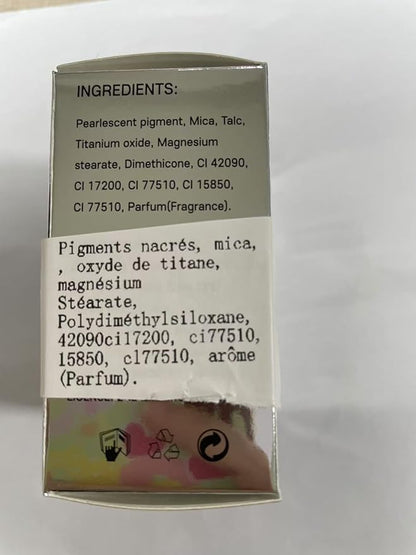 INGREDIENTS:
Pearlescent pigment, Mica, Talc,
Titanium oxide, Magnesium
stearate, Dimethicone, CI 42090,
CI 17200, CI 77510, CI 15850,
CI 77510, Parfum(Fragrance).
Pigments nacrés, mica,
, oxyde de titane,
magnésium
Stéarate,
Polydiméthylsiloxane,
42090ci17200, ci77510,
15850, cl77510, arôme
(Parfum).